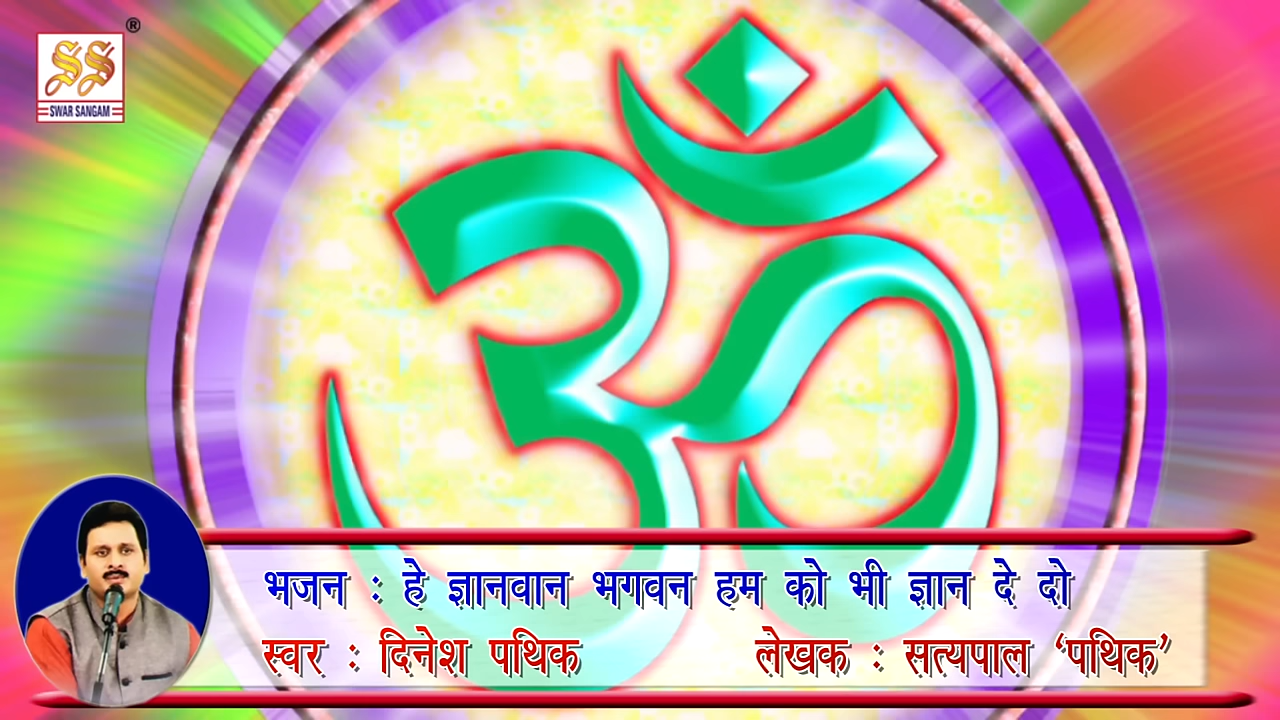 SS ®
SWAR SANGAM
ॐ
भजन : हे ज्ञानवान भगवन हम को भी ज्ञान दे दो
स्वर : दिनेश पथिक लेखक : सत्यपाल ‘पथिक’